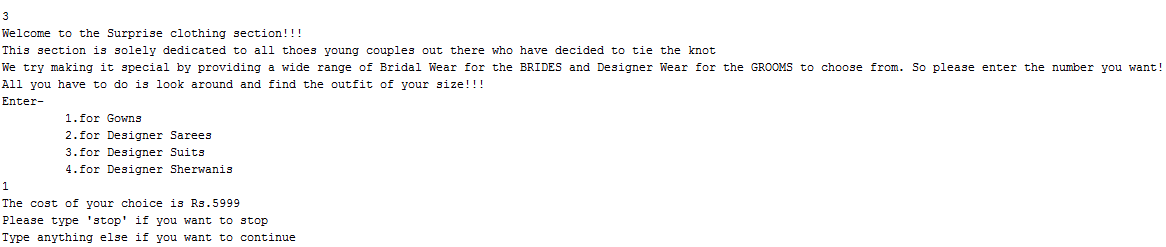 3
Welcome to the Surprise clothing section!!!
This section is solely dedicated to all thoes young couples out there who have decided to tie the knot
We try making it special by providing a wide range of Bridal Wear for the BRIDES and Designer Wear for the GROOMS to choose from. So please enter the number you want!
All you have to do is look around and find the outfit of your size!!!
Enter-
1.for Gowns
2.for Designer Sarees
3.for Designer Suits
4.for Designer Sherwanis
1
The cost of your choice is Rs.5999
Please type 'stop' if you want to stop
Type anything else if you want to continue